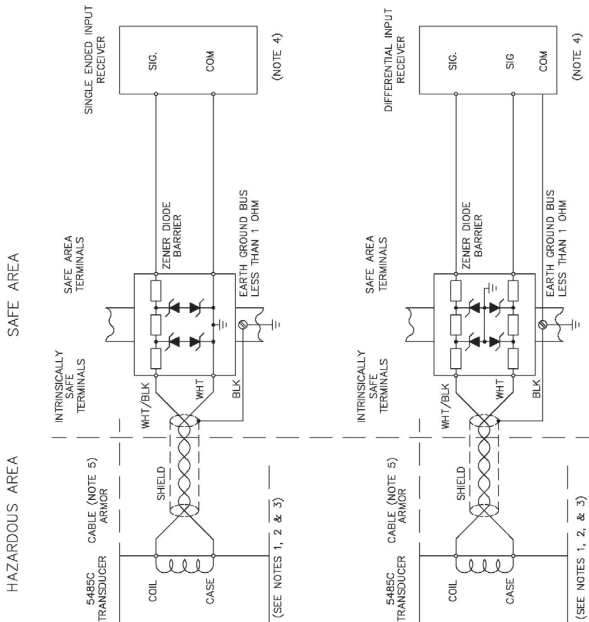 HAZARDOUS AREA
SAFE AREA
5485C
TRANSDUCER
CABLE (NOTE 5)
ARMOR
INTRINSICALLY
SAFE
TERMINALS
SAFE AREA
TERMINALS
SINGLE ENDED INPUT
RECEIVER
COIL
SHIELD
WHT/BLK
ZENER DIODE
BARRIER
SIG.
CASE
WHT
COM
BLK
EARTH GROUND BUS
LESS THAN 1 OHM
(SEE NOTES 1, 2 & 3)
(NOTE 4)
5485C
TRANSDUCER
CABLE (NOTE 5)
ARMOR
INTRINSICALLY
SAFE
TERMINALS
SAFE AREA
TERMINALS
DIFFERENTIAL INPUT
RECEIVER
COIL
SHIELD
WHT/BLK
ZENER DIODE
BARRIER
SIG.
CASE
WHT
SIG
BLK
EARTH GROUND BUS
LESS THAN 1 OHM
COM
(SEE NOTES 1, 2, & 3)
(NOTE 4)